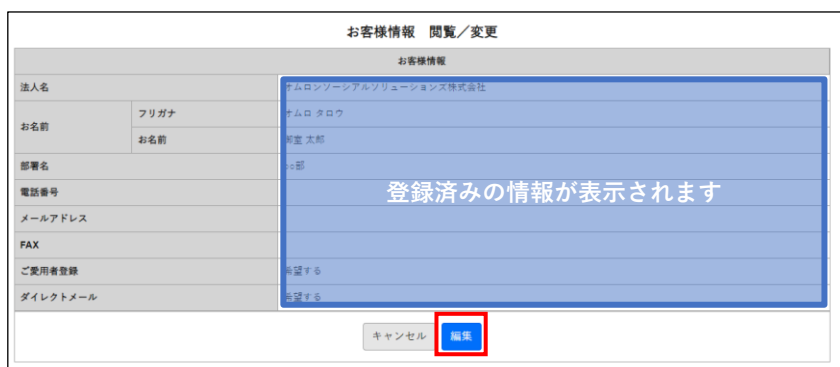 お客様情報　閲覧／変更
お客様情報
法人名 オムロンソーシアルソリューションズ株式会社
お名前 フリガナ オムロ タロウ
お名前 御室 太郎
部署名 ○○部
電話番号
登録済みの情報が表示されます
メールアドレス
FAX
ご愛用者登録 希望する
ダイレクトメール 希望する
キャンセル 編集